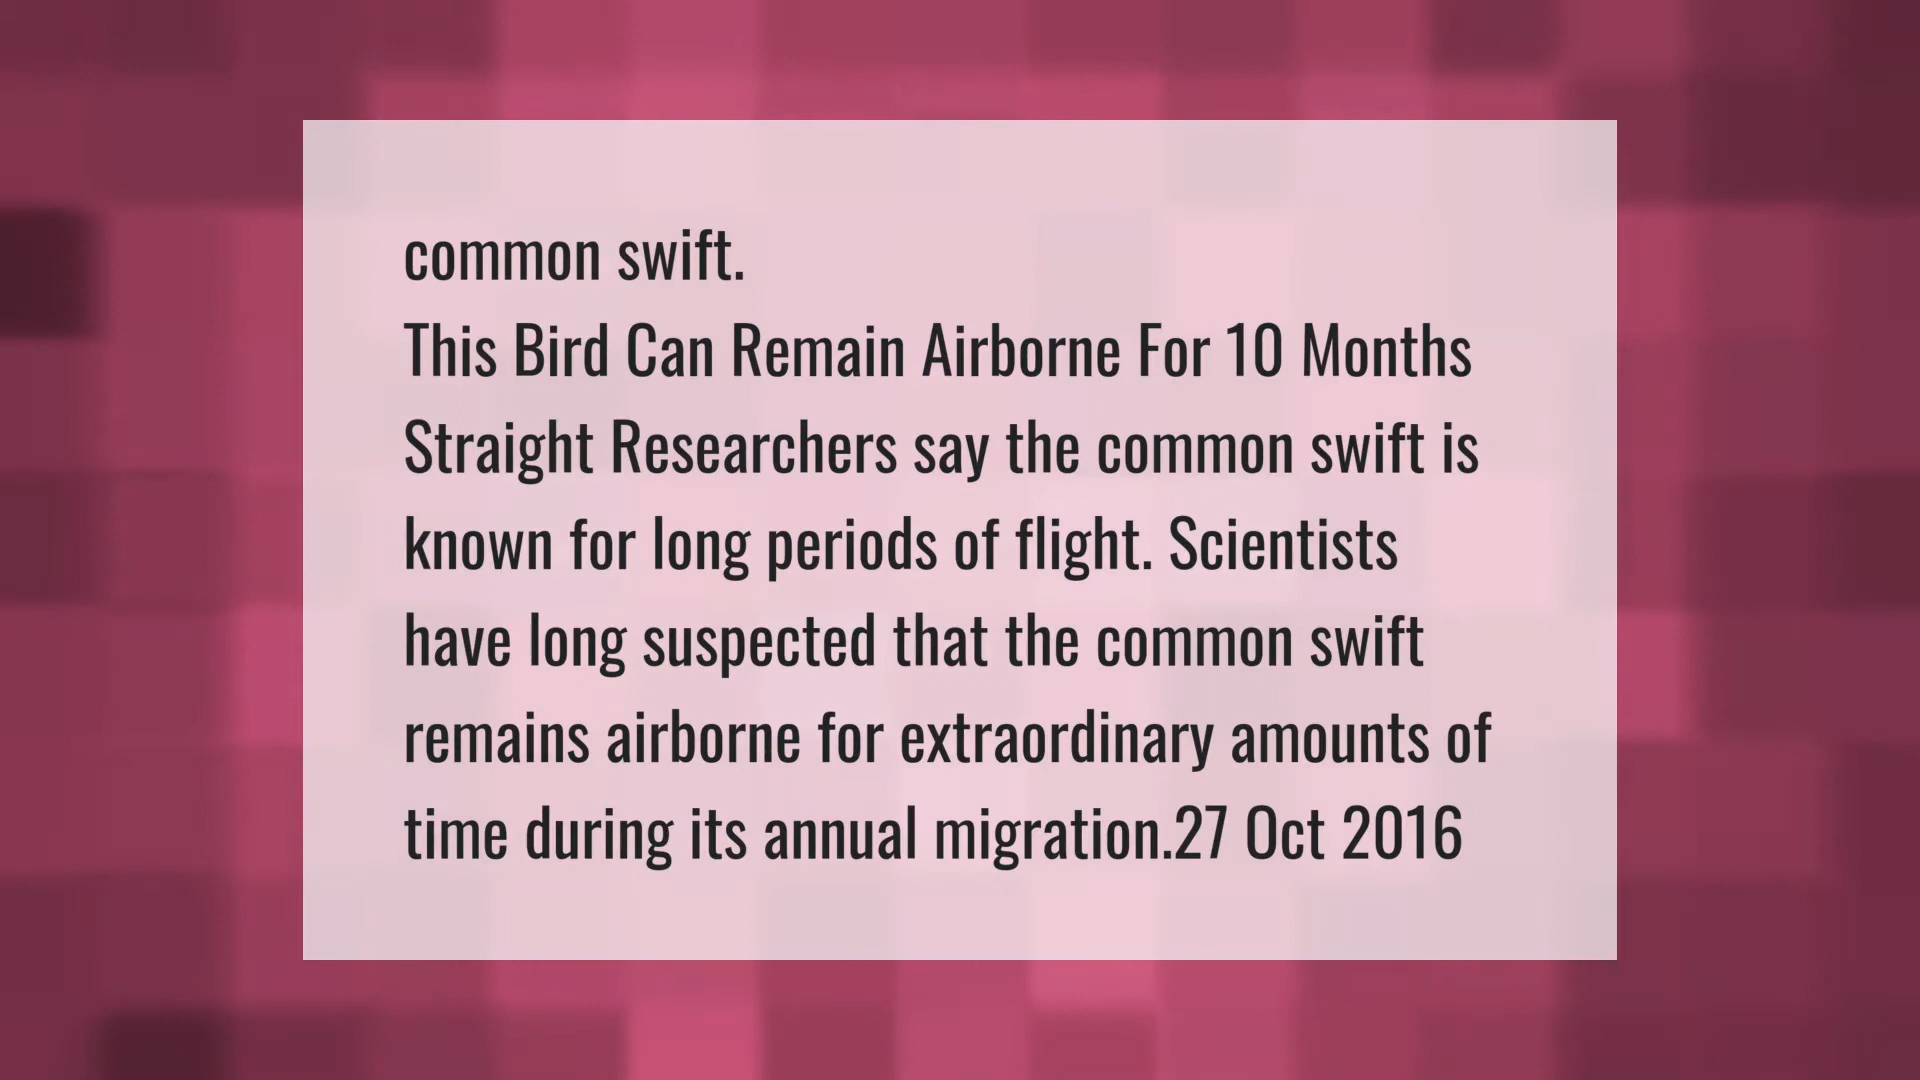 common swift.
This Bird Can Remain Airborne For 10 Months
Straight Researchers say the common swift is
known for long periods of flight. Scientists
have long suspected that the common swift
remains airborne for extraordinary amounts of
time during its annual migration.27 Oct 2016